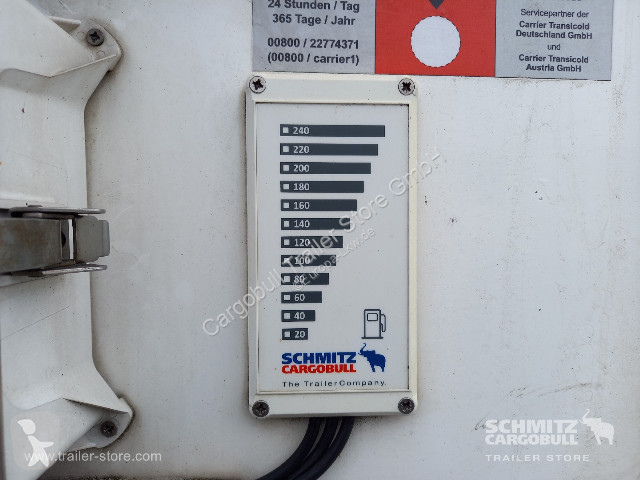 24 Stunden / Tag
365 Tage / Jahr
00800 / 22774371
(00800 / carrier1)
Servicepartner der
Carrier Transicold
Deutschland GmbH
und
Carrier Transicold
Austria GmbH
240
220
200
180
160
140
120
100
80
60
40
20
SCHMITZ
CARGOBULL
The TrailerCompany.
Cargobull Trailer Store GmbH
www.trailer-store.com
SCHMITZ
CARGOBULL
TRAILER STORE